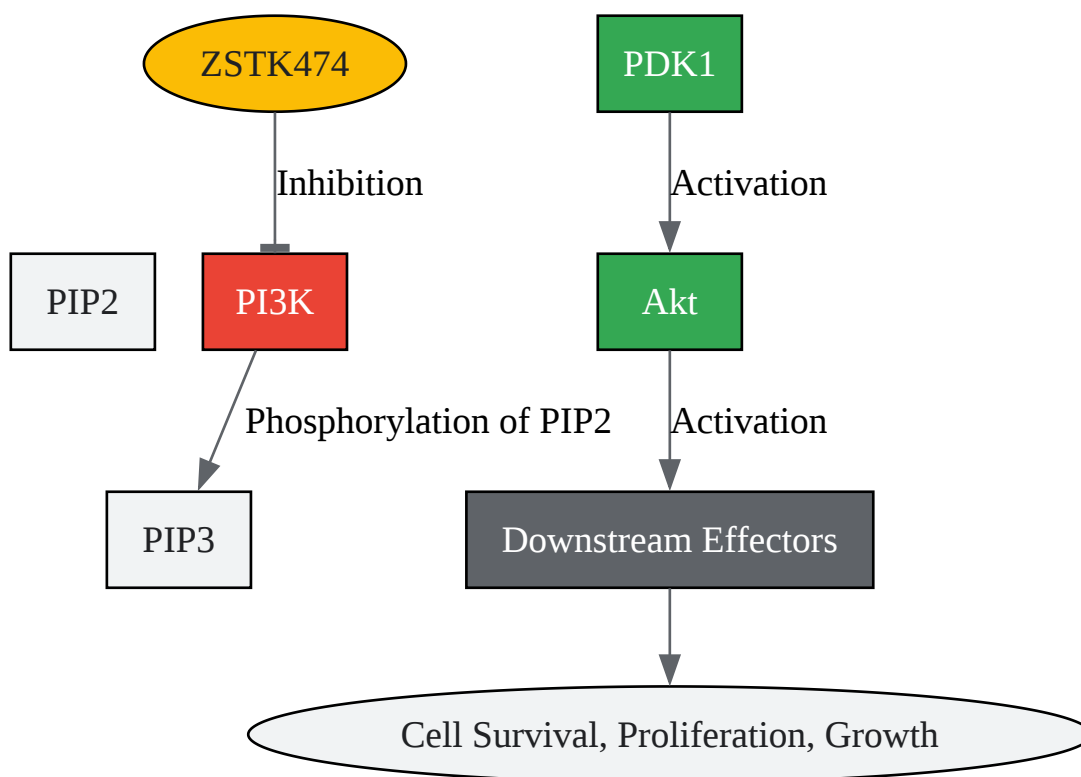 ZSTK474
PDK1
Inhibition
Activation
PIP2
PI3K
Akt
Phosphorylation of PIP2
Activation
PIP3
Downstream Effectors
Cell Survival, Proliferation, Growth